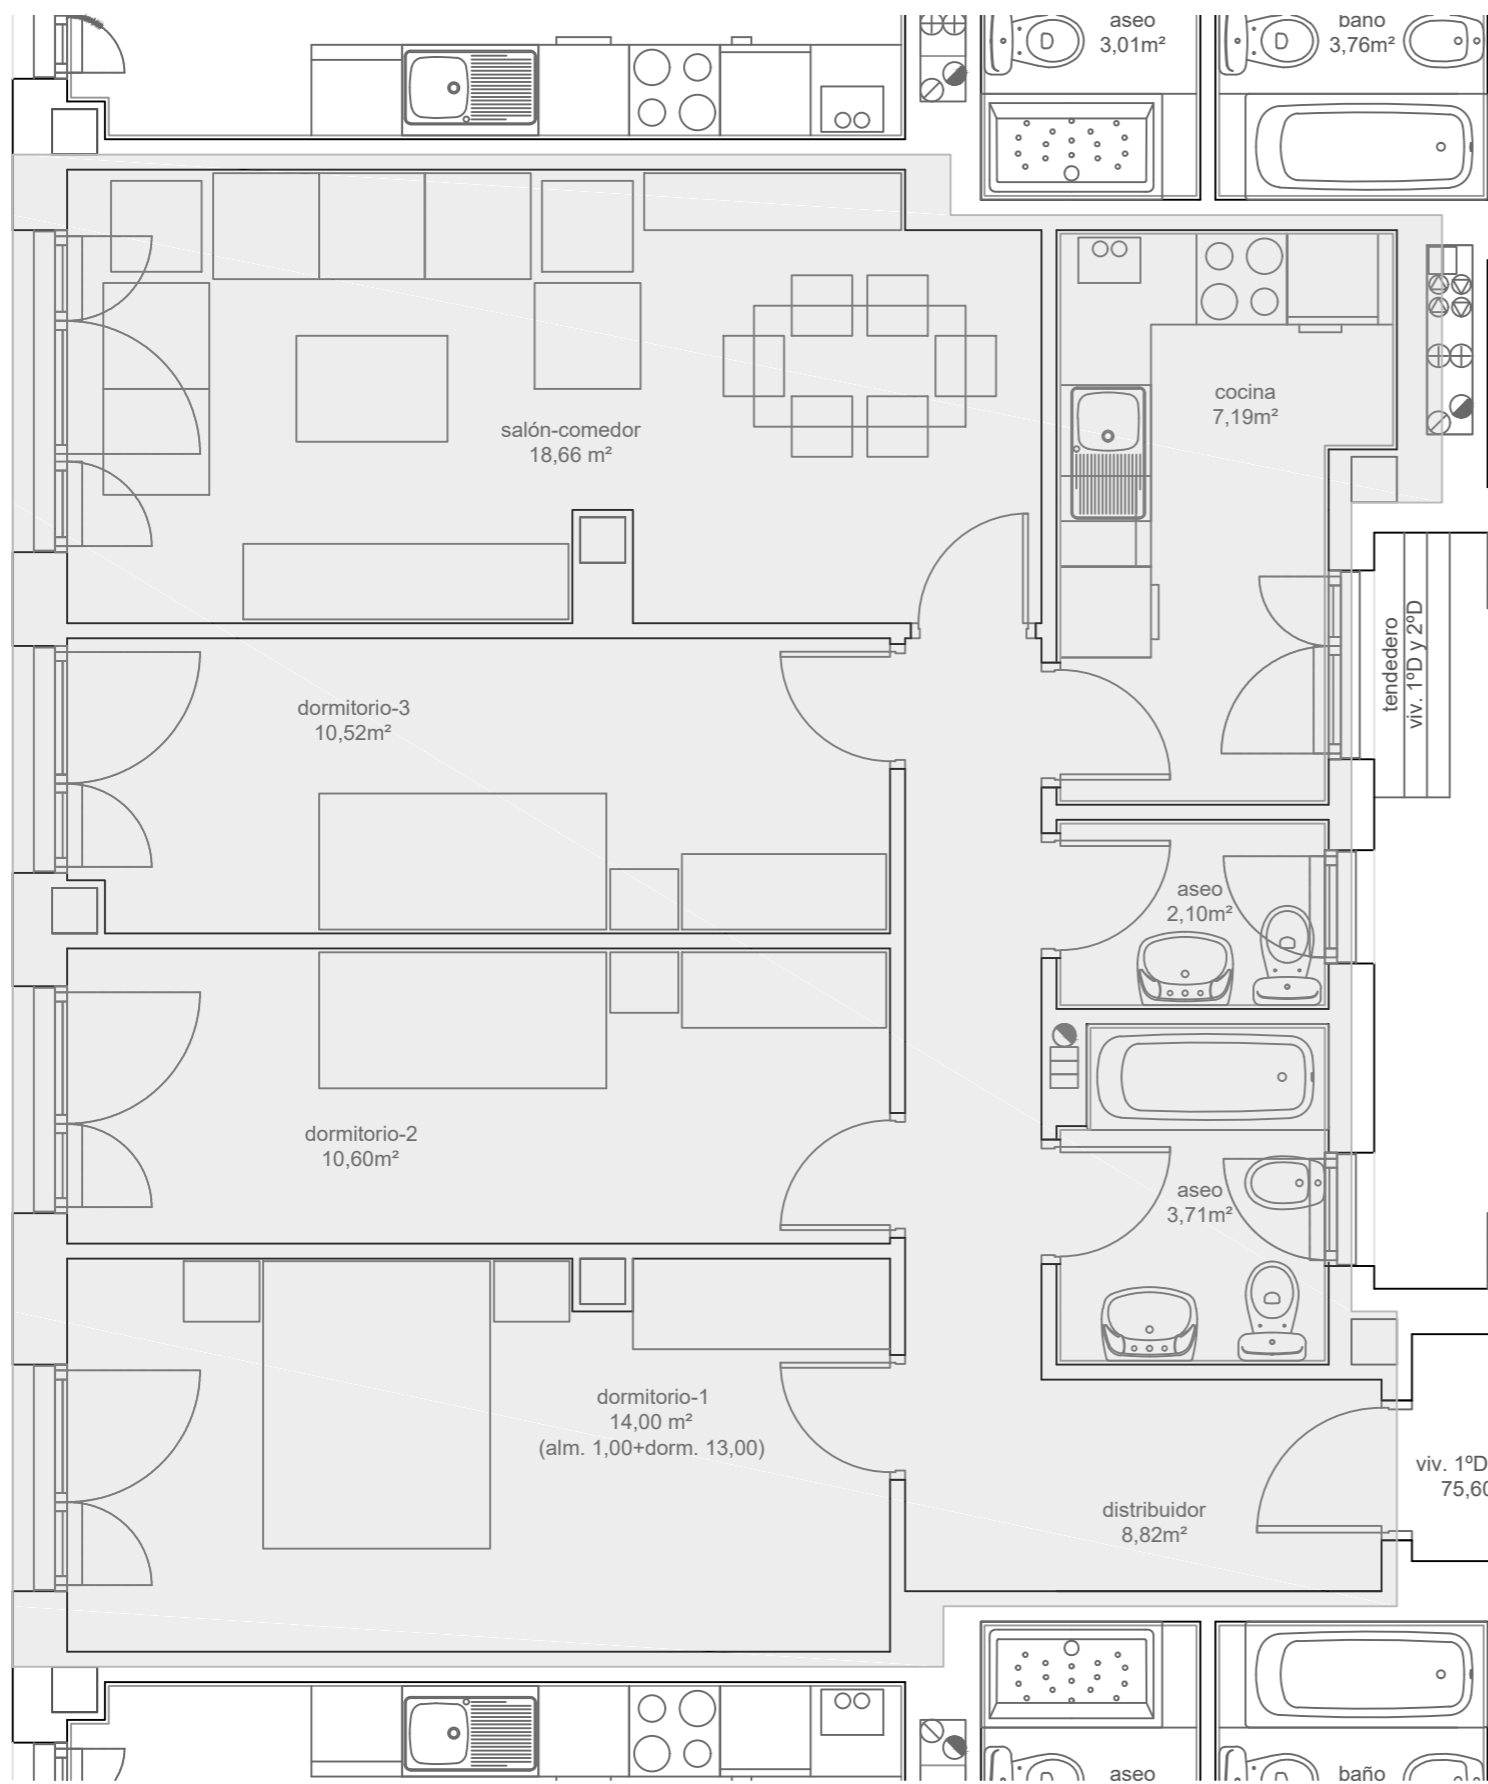 aseo
3,01m²
baño
3,76m²
D
D
cocina
7,19m²
salón-comedor
18,66 m²
tendedero
viv. 1ºD y 2ºD
dormitorio-3
10,52m²
aseo
2,10m²
dormitorio-2
10,60m²
aseo
3,71m²
dormitorio-1
14,00 m²
(alm. 1,00+dorm. 13,00)
viv. 1ºD
75,60
distribuidor
8,82m²
aseo
baño